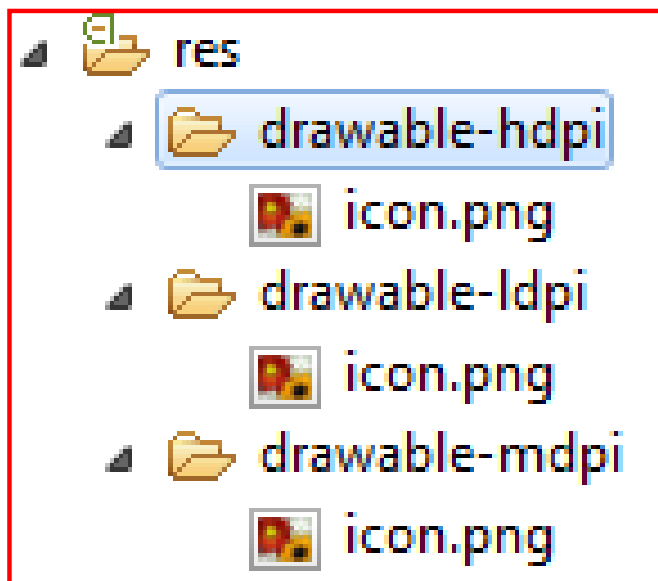 res
drawable-hdpi
icon.png
drawable-ldpi
icon.png
drawable-mdpi
icon.png